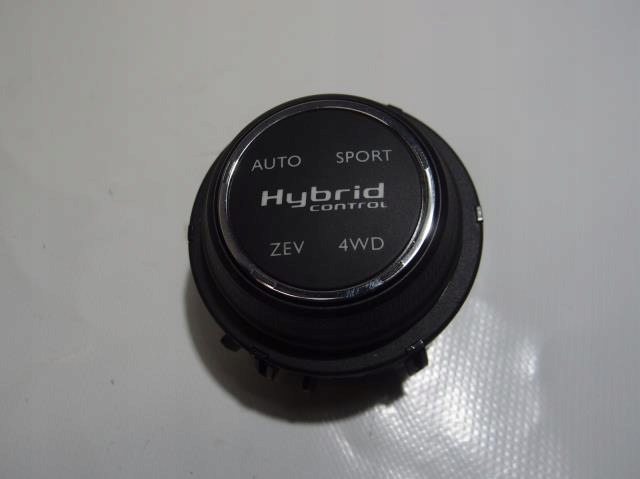 AUTO SPORT
Hybrid
CONTROL
ZEV 4WD